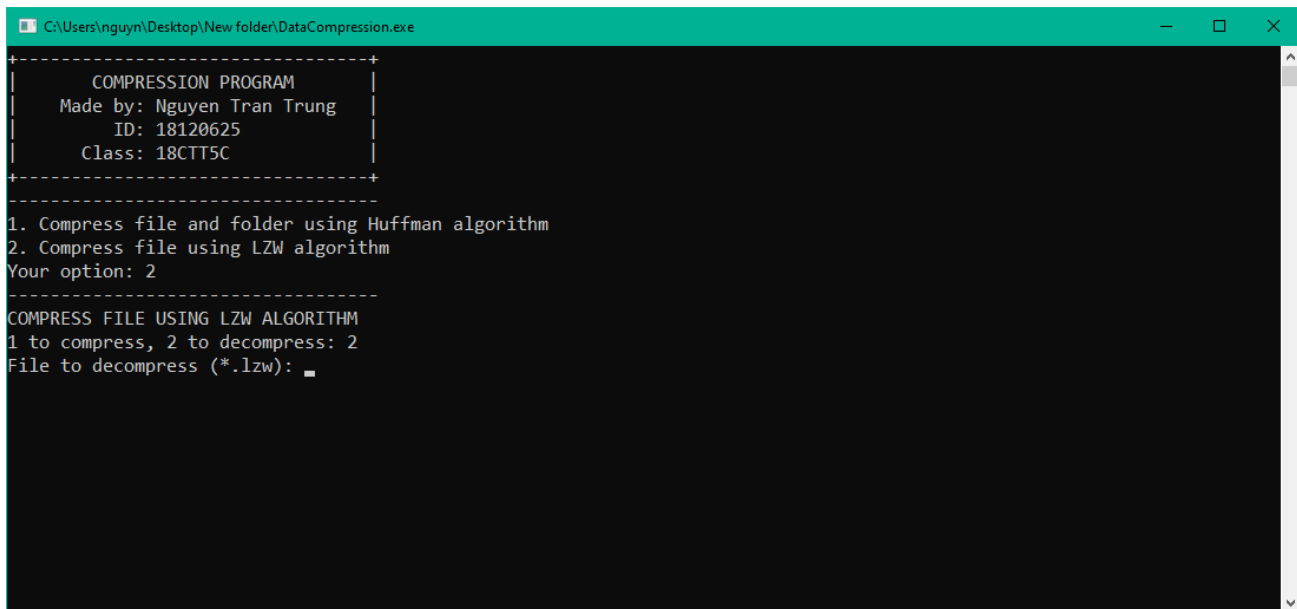 C:\Users\nguyn\Desktop\New folder\DataCompression.exe
+---------------------------------+
|       COMPRESSION PROGRAM       |
|    Made by: Nguyen Tran Trung   |
|         ID: 18120625            |
|      Class: 18CTT5C             |
+---------------------------------+
-----------------------------------
1. Compress file and folder using Huffman algorithm
2. Compress file using LZW algorithm
Your option: 2
-----------------------------------
COMPRESS FILE USING LZW ALGORITHM
1 to compress, 2 to decompress: 2
File to decompress (*.lzw): _